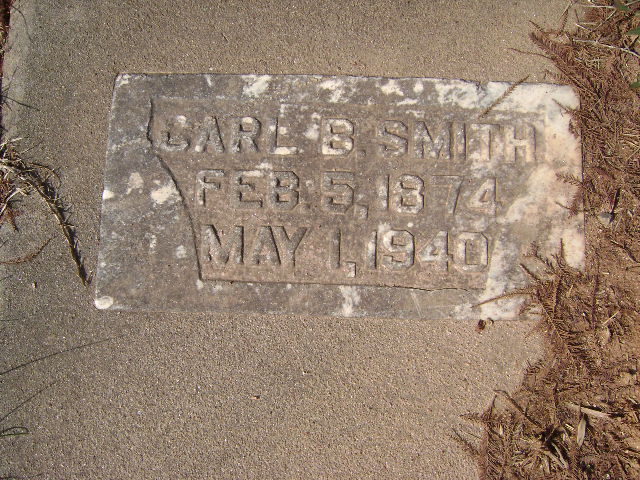 CARL B. SMITH
FEB. 5, 1874
MAY 1, 1940